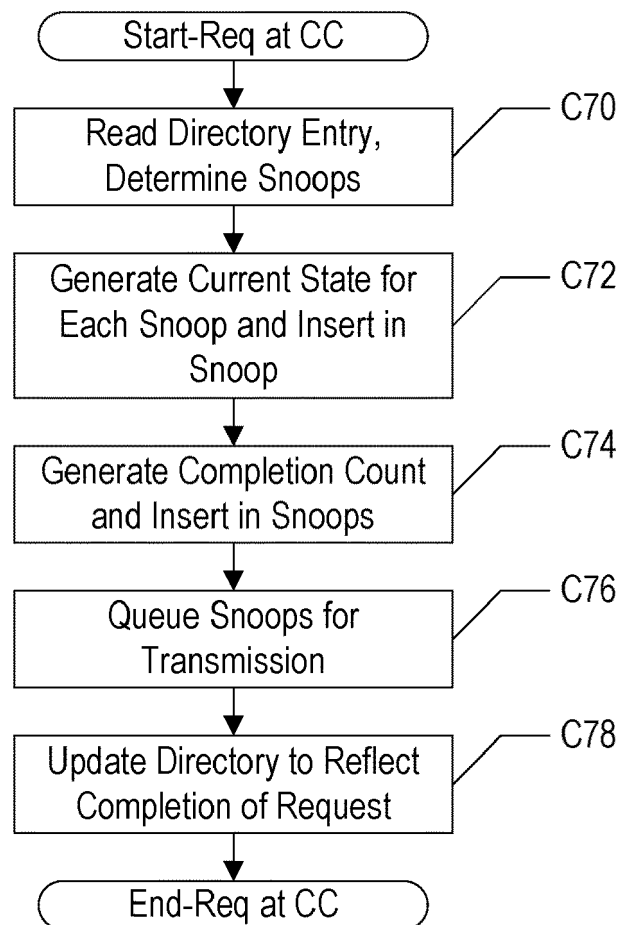 Start-Req at CC
Read Directory Entry,
Determine Snoops
C70
Generate Current State for
Each Snoop and Insert in
Snoop
C72
Generate Completion Count
and Insert in Snoops
C74
Queue Snoops for
Transmission
C76
Update Directory to Reflect
Completion of Request
C78
End-Req at CC